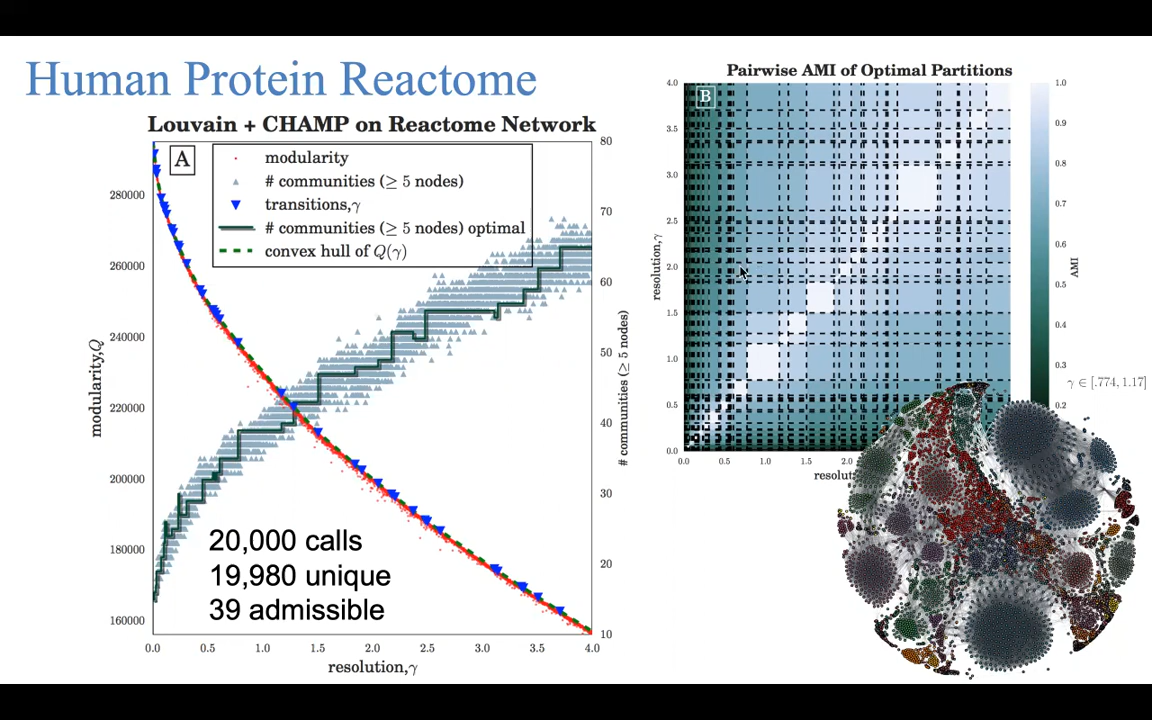 Human Protein Reactome
Louvain + CHAMP on Reactome Network
A
modularity
# communities (≥ 5 nodes)
transitions,γ
# communities (≥ 5 nodes) optimal
convex hull of Q(γ)
280000
260000
240000
220000
200000
180000
160000
modularity,Q
80
70
60
50
40
30
20
10
# communities (≥ 5 nodes)
20,000 calls
19,980 unique
39 admissible
0.0 0.5 1.0 1.5 2.0 2.5 3.0 3.5 4.0
resolution,γ
Pairwise AMI of Optimal Partitions
B
4.0
3.5
3.0
2.5
2.0
1.5
1.0
0.5
0.0
resolution,γ
0.0 0.5 1.0 1.5 2.0
1.0
0.9
0.8
0.7
0.6
0.5
0.4
0.3
0.2
AMI
γ ∈ [.774, 1.17]